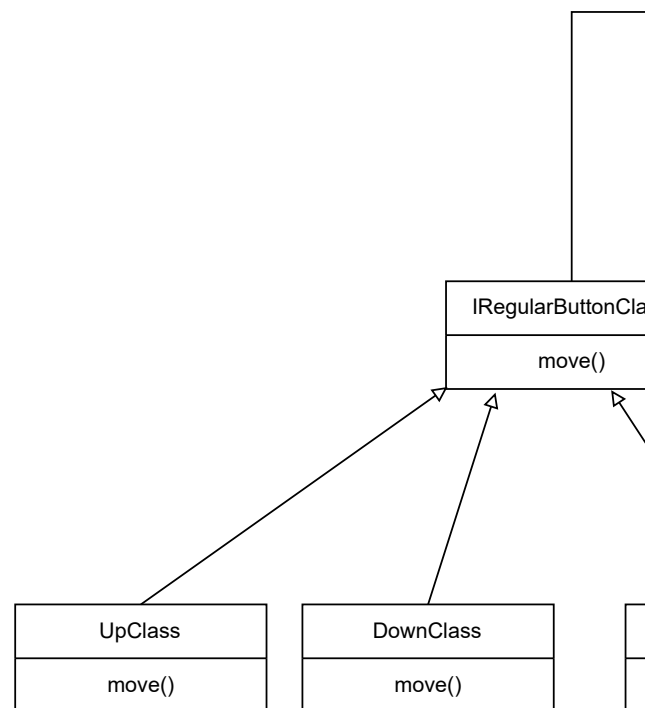 IRegularButtonCla
move()
UpClass
DownClass
move()
move()